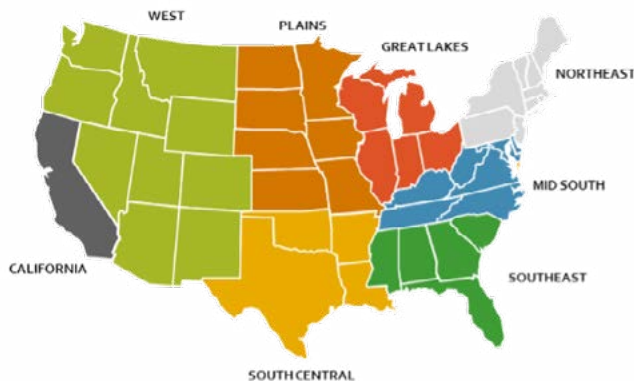 WEST
PLAINS
GREAT LAKES
NORTHEAST
MID SOUTH
CALIFORNIA
SOUTHEAST
SOUTH CENTRAL